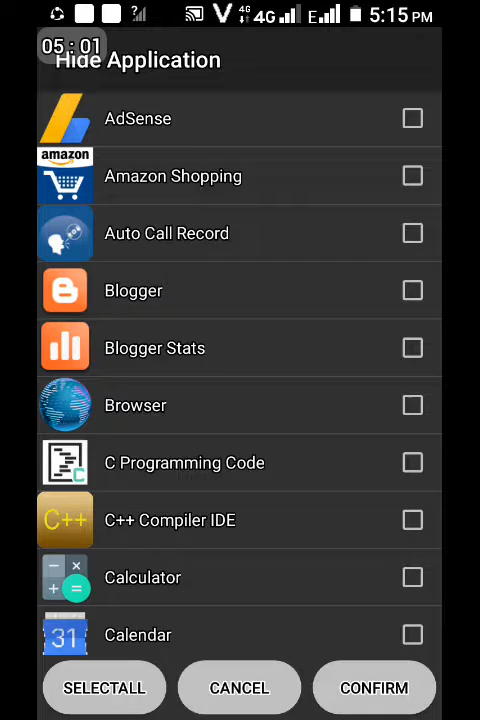 4G 4G E 5:15 PM
05 : 01
Hide Application
AdSense
amazon
Amazon Shopping
Auto Call Record
Blogger
Blogger Stats
Browser
C
C Programming Code
C++
C++ Compiler IDE
Calculator
31
Calendar
SELECTALL CANCEL CONFIRM